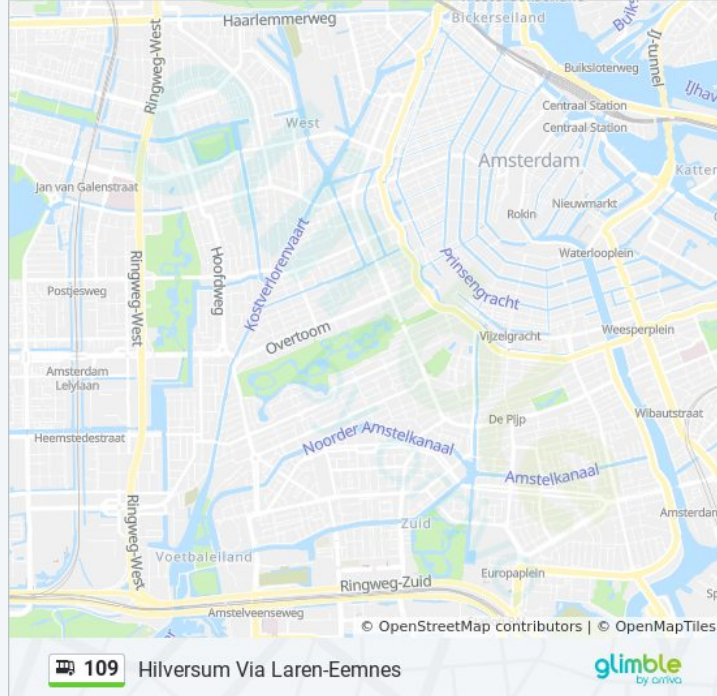 Haarlemmerweg
Bickerseiland
Ringweg-West
IJ-tunnel
Buiksloterweg
Centraal Station
Centraal Station
West
Amsterdam
Jan van Galenstraat
Nieuwmarkt
Rokin
Kostverlorenvaart
Hoofdweg
Waterlooplein
Prinsengracht
Postjesweg
Ringweg-West
Overtoom
Vijzelgracht
Weesperplein
Amsterdam
Lelylaan
De Pijp
Wibautstraat
Heemstedestraat
Noorder Amstelkanaal
Amstelkanaal
Ringweg-West
Zuid
Amsterdam
Voetbaleiland
Europaplein
Ringweg-Zuid
Amstelveenseweg
© OpenStreetMap contributors | © OpenMapTiles
109 Hilversum Via Laren-Eemnes
glimble
by arriva